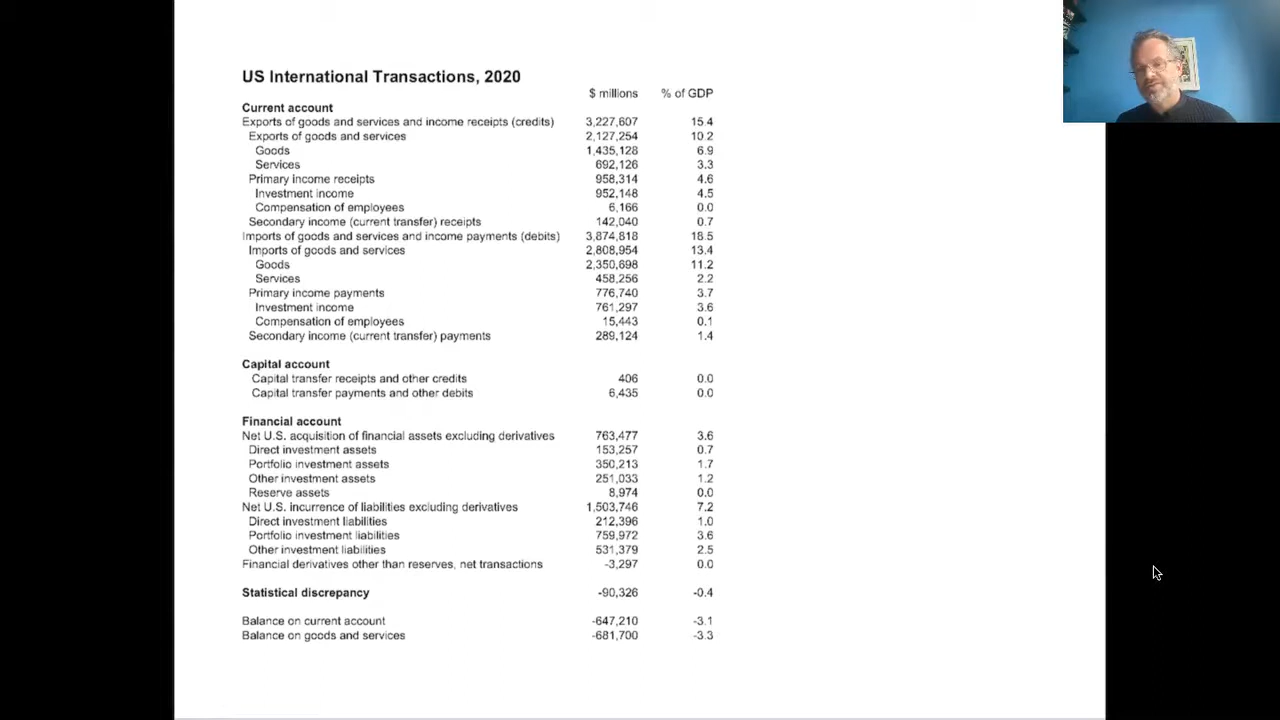 US International Transactions, 2020
$ millions % of GDP
Current account
Exports of goods and services and income receipts (credits) 3,227,607 15.4
Exports of goods and services 2,127,254 10.2
Goods 1,435,128 6.9
Services 692,126 3.3
Primary income receipts 958,314 4.6
Investment income 952,148 4.5
Compensation of employees 6,166 0.0
Secondary income (current transfer) receipts 142,040 0.7
Imports of goods and services and income payments (debits) 3,874,818 18.5
Imports of goods and services 2,808,954 13.4
Goods 2,350,698 11.2
Services 458,256 2.2
Primary income payments 776,740 3.7
Investment income 761,297 3.6
Compensation of employees 15,443 0.1
Secondary income (current transfer) payments 289,124 1.4
Capital account
Capital transfer receipts and other credits 406 0.0
Capital transfer payments and other debits 6,435 0.0
Financial account
Net U.S. acquisition of financial assets excluding derivatives 763,477 3.6
Direct investment assets 153,257 0.7
Portfolio investment assets 350,213 1.7
Other investment assets 251,033 1.2
Reserve assets 8,974 0.0
Net U.S. incurrence of liabilities excluding derivatives 1,503,746 7.2
Direct investment liabilities 212,396 1.0
Portfolio investment liabilities 759,972 3.6
Other investment liabilities 531,379 2.5
Financial derivatives other than reserves, net transactions -3,297 0.0
Statistical discrepancy -90,326 -0.4
Balance on current account -647,210 -3.1
Balance on goods and services -681,700 -3.3